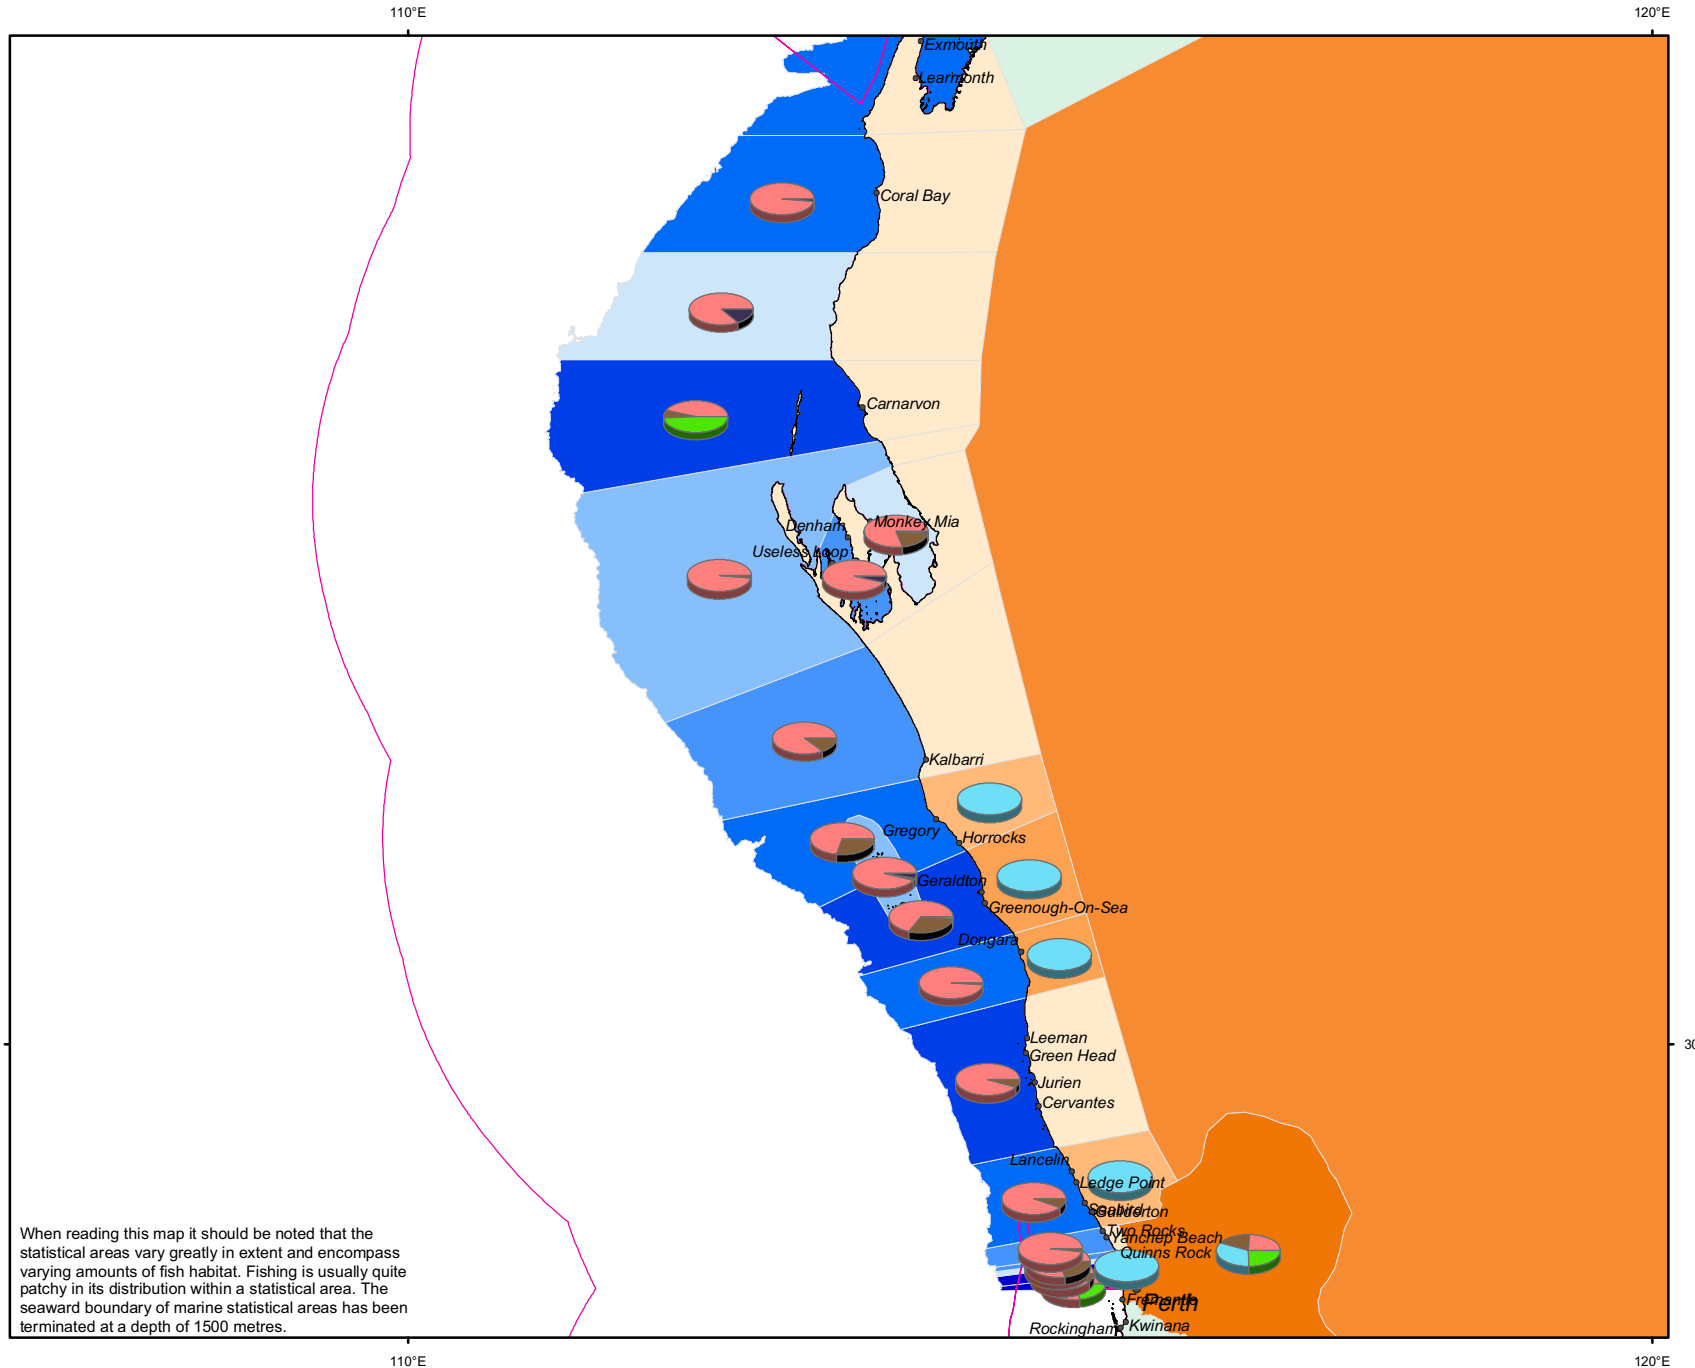 110°E
120°E
Exmouth
Learmonth
Coral Bay
Carnarvon
Denham
Monkey Mia
Useless Loop
Kalbarri
Gregory
Horrocks
Geraldton
Greenough-On-Sea
Dongara
Leeman
Green Head
30
Jurien
Cervantes
Lancelin
Ledge Point
Seabird
Guilderton
Two Rocks
Yanchep Beach
Quinns Rock
Fremantle
Perth
Rockingham
Kwinana
When reading this map it should be noted that the
statistical areas vary greatly in extent and encompass
varying amounts of fish habitat. Fishing is usually quite
patchy in its distribution within a statistical area. The
seaward boundary of marine statistical areas has been
terminated at a depth of 1500 metres.
110°E
120°E